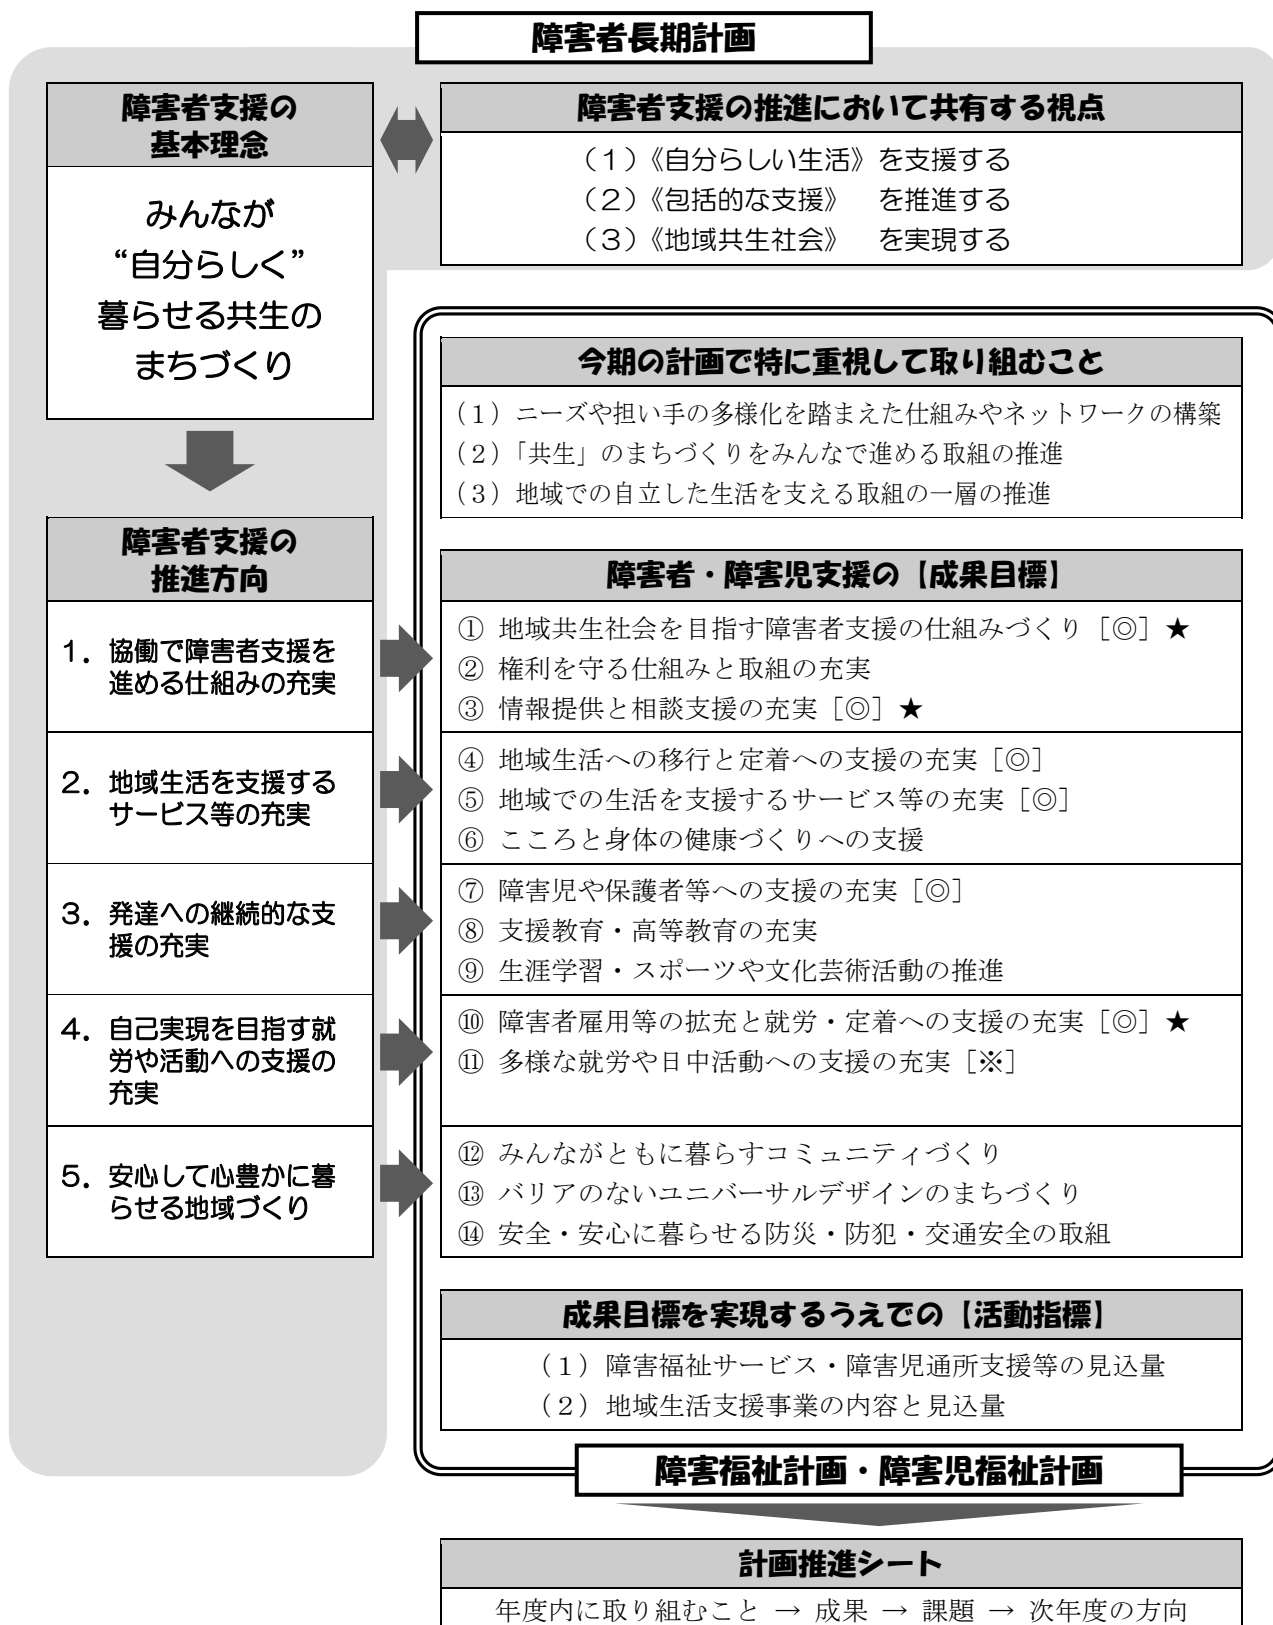 障害者長期計画
障害者支援の
基本理念
みんなが
“自分らしく”
暮らせる共生の
まちづくり
障害者支援の推進において共有する視点
（１）《自分らしい生活》を支援する
（２）《包括的な支援》　を推進する
（３）《地域共生社会》　を実現する
今期の計画で特に重視して取り組むこと
（１）ニーズや担い手の多様化を踏まえた仕組みやネットワークの構築
（２）「共生」のまちづくりをみんなで進める取組の推進
（３）地域での自立した生活を支える取組の一層の推進
障害者支援の
推進方向
障害者・障害児支援の【成果目標】
１．協働で障害者支援を
進める仕組みの充実
① 地域共生社会を目指す障害者支援の仕組みづくり［◎］★
② 権利を守る仕組みと取組の充実
③ 情報提供と相談支援の充実［◎］★
２．地域生活を支援する
サービス等の充実
④ 地域生活への移行と定着への支援の充実［◎］
⑤ 地域での生活を支援するサービス等の充実［◎］
⑥ こころと身体の健康づくりへの支援
３．発達への継続的な支
援の充実
⑦ 障害児や保護者等への支援の充実［◎］
⑧ 支援教育・高等教育の充実
⑨ 生涯学習・スポーツや文化芸術活動の推進
４．自己実現を目指す就
労や活動への支援の
充実
⑩ 障害者雇用等の拡充と就労・定着への支援の充実［◎］★
⑪ 多様な就労や日中活動への支援の充実［※］
５．安心して心豊かに暮
らせる地域づくり
⑫ みんながともに暮らすコミュニティづくり
⑬ バリアのないユニバーサルデザインのまちづくり
⑭ 安全・安心に暮らせる防災・防犯・交通安全の取組
成果目標を実現するうえでの【活動指標】
（１）障害福祉サービス・障害児通所支援等の見込量
（２）地域生活支援事業の内容と見込量
障害福祉計画・障害児福祉計画
計画推進シート
年度内に取り組むこと → 成果 → 課題 → 次年度の方向